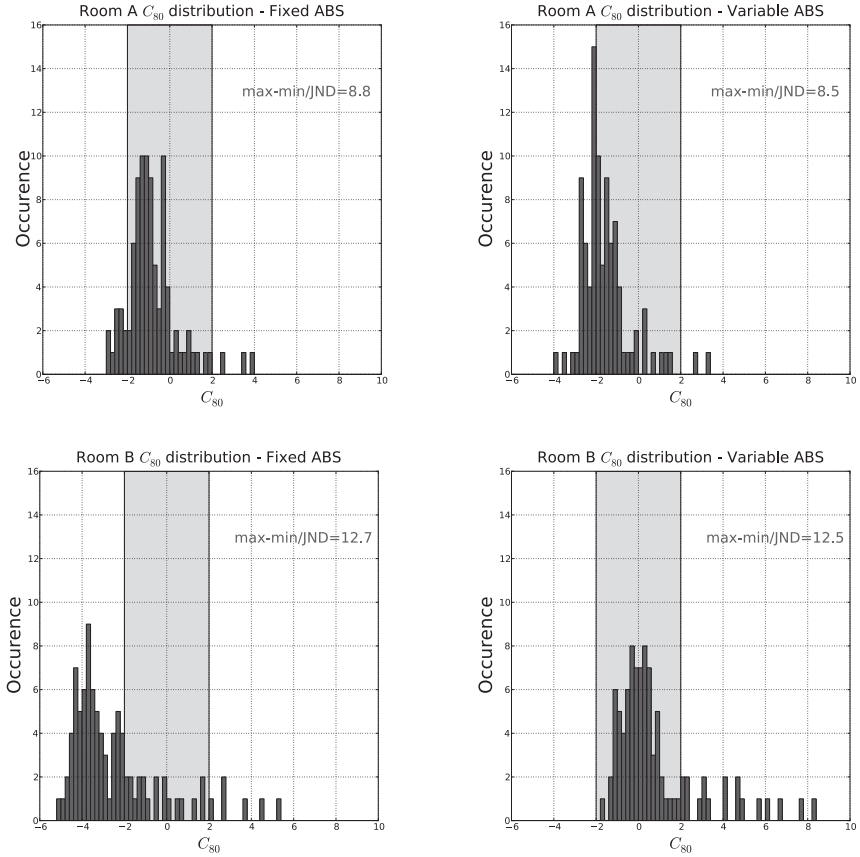 Room A C80 distribution - Fixed ABS
16
14
12
10
8
6
4
2
0
Occurence
max-min/JND=8.8
−6 −4 −2 0 2 4 6 8 10
C80
Room A C80 distribution - Variable ABS
16
14
12
10
8
6
4
2
0
Occurence
max-min/JND=8.5
−6 −4 −2 0 2 4 6 8 10
C80
Room B C80 distribution - Fixed ABS
16
14
12
10
8
6
4
2
0
Occurence
max-min/JND=12.7
−6 −4 −2 0 2 4 6 8 10
C80
Room B C80 distribution - Variable ABS
16
14
12
10
8
6
4
2
0
Occurence
max-min/JND=12.5
−6 −4 −2 0 2 4 6 8 10
C80